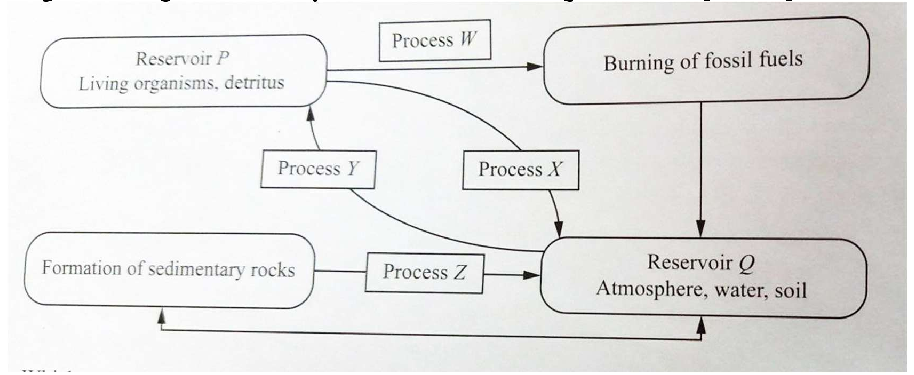 Process W
Reservoir P
Living organisms, detritus
Burning of fossil fuels
Process Y
Process X
Formation of sedimentary rocks
Process Z
Reservoir Q
Atmosphere, water, soil